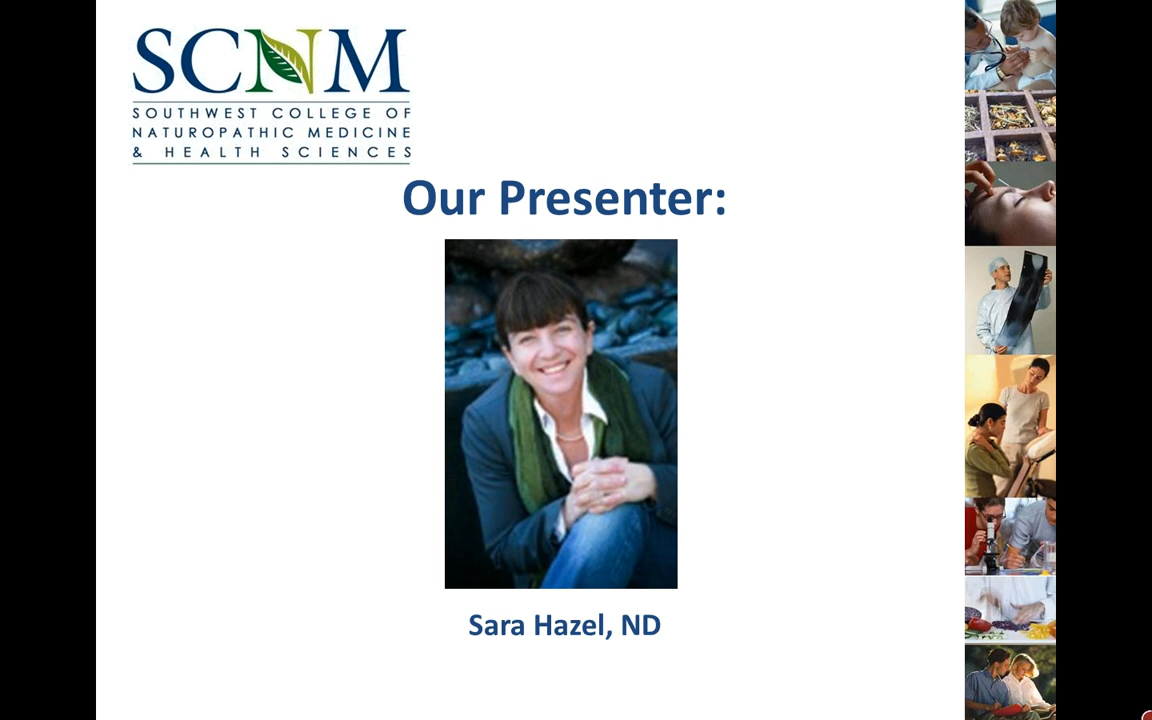 SCNM
SOUTHWEST COLLEGE OF
NATUROPATHIC MEDICINE
& HEALTH SCIENCES
Our Presenter:
Sara Hazel, ND